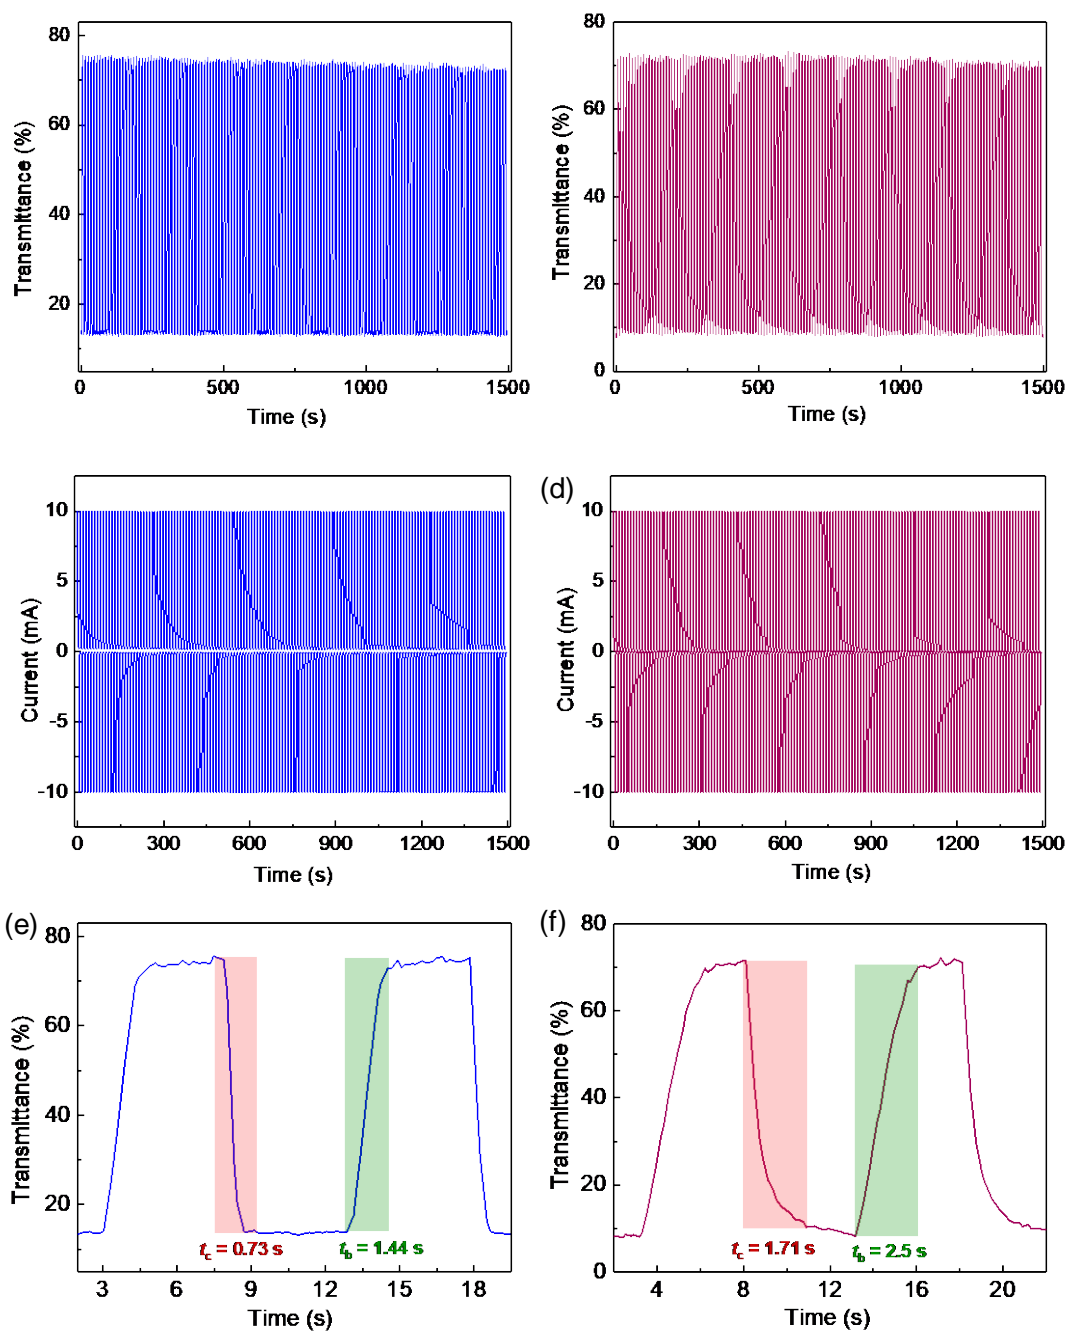 80
60
40
20
Transmittance (%)
0 500 1000 1500
Time (s)
80
60
40
20
0
Transmittance (%)
0 500 1000 1500
Time (s)
10
5
0
-5
-10
Current (mA)
0 300 600 900 1200 1500
Time (s)
(d)
10
5
0
-5
-10
Current (mA)
0 300 600 900 1200 1500
Time (s)
(e)
80
60
40
20
Transmittance (%)
tc = 0.73 s
tb = 1.44 s
3 6 9 12 15 18
Time (s)
(f)
80
60
40
20
0
Transmittance (%)
tc = 1.71 s
tb = 2.5 s
4 8 12 16 20
Time (s)